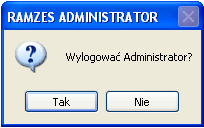 RAMZES ADMINISTRATOR
Wylogować Administrator?
Tak
Nie